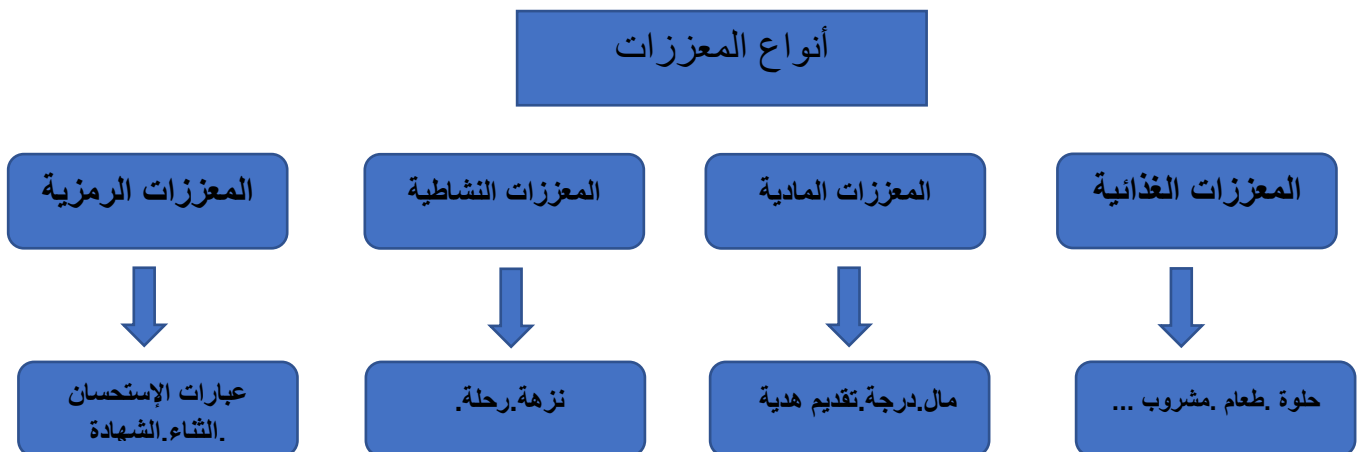 أنواع المعززات
المعززات الغذائية
المعززات المادية
المعززات النشاطية
المعززات الرمزية
حلوة .طعام .مشروب ...
مال.درجة.تقديم هدية
نزهة.رحلة.
عبارات الإستحسان
.الثناء.الشهادة